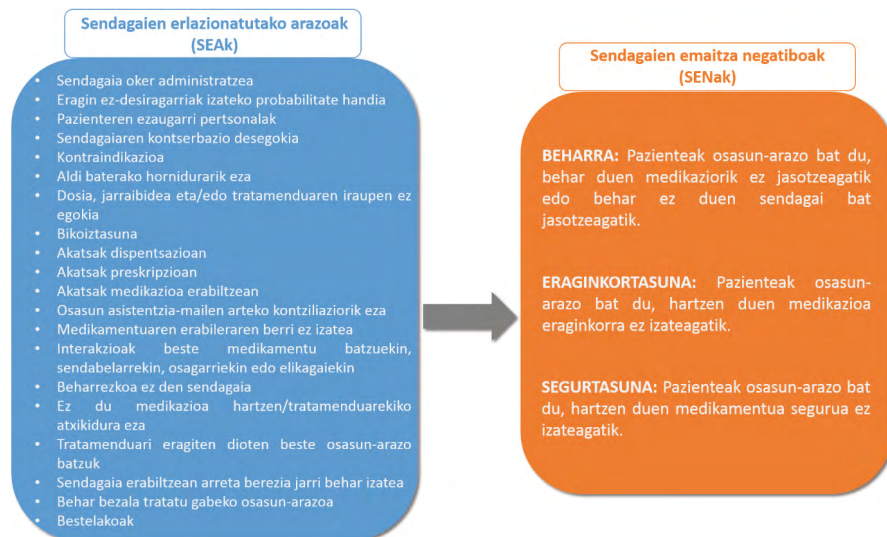 Sendagaien erlazionatutako arazoak
(SEAk)
• Sendagaia oker administratzea
• Eragin ez-desiragarriak izateko probabilitate handia
• Pazienteren ezaugarri pertsonalak
• Sendagaiaren kontserbazio desegokia
• Kontraindikazioa
• Aldi baterako hornidurarik eza
• Dosia, jarraibidea eta/edo tratamenduaren iraupen ez
egokia
• Bikoiztasuna
• Akatsak dispentsazioan
• Akatsak preskripzioan
• Akatsak medikazioa erabiltzean
• Osasun asistentzia-mailen arteko kontziliaziorik eza
• Medikamentuaren erabileraren berri ez izatea
• Interakzioak beste medikamentu batzuekin,
sendabelarrekin, osagarriekin edo elikagaiekin
• Beharrezkoa ez den sendagaia
• Ez du medikazioa hartzen/tratamenduarekiko
atxikidura eza
• Tratamenduari eragiten dioten beste osasun-arazo
batzuk
• Sendagaia erabiltzean arreta berezia jarri behar izatea
• Behar bezala tratatu gabeko osasun-arazoa
• Bestelakoak
Sendagaien emaitza negatiboak
(SENak)
BEHARRA: Pazienteak osasun-arazo bat du,
behar duen medikaziorik ez jasotzeagatik
edo behar ez duen sendagai bat
jasotzeagatik.
ERAGINKORTASUNA: Pazienteak osasun-
arazo bat du, hartzen duen medikazioa
eraginkorra ez izateagatik.
SEGURTASUNA: Pazienteak osasun-arazo bat
du, hartzen duen medikamentua segurua ez
izateagatik.